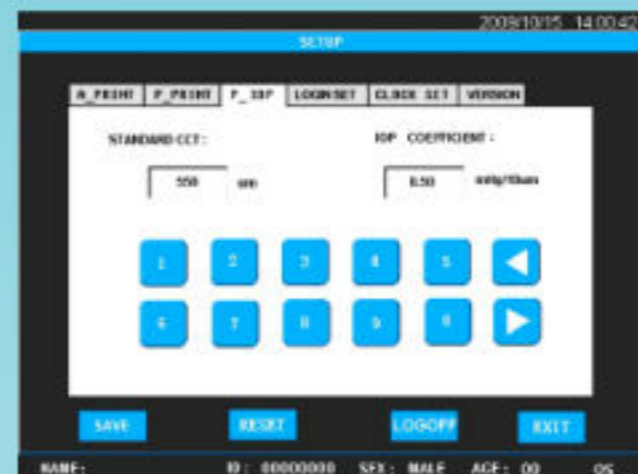 2009/10/15 14:00:42
SETUP
A_PRINT P_PRINT P_IOP LOGIN SET CLOCK SET VERSION
STANDARD CCT: IOP COEFFICIENT:
550 um 0.50
1 2 3 4 5
6 7 8 9 0
SAVE RESET LOGOFF EXIT
NAME: ID: 00000000 SEX: MALE AGE: 00 OS